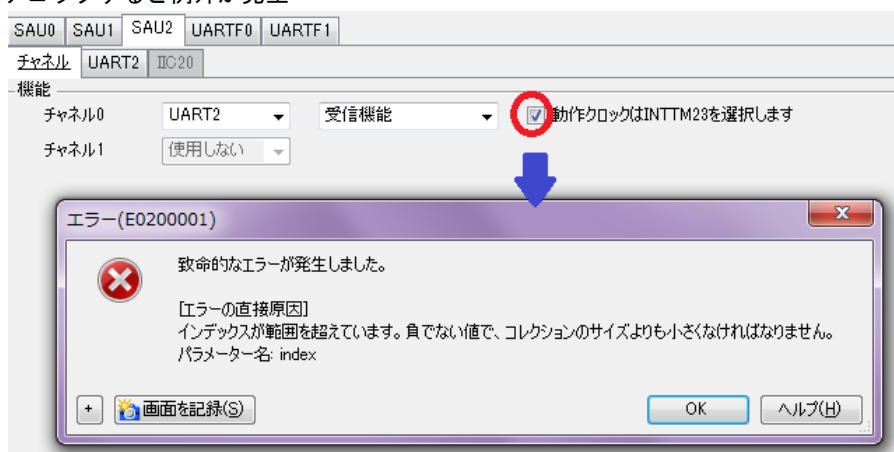 チェックすると例外が発生
SAU0 SAU1 SAU2 UARTF0 UARTF1
チャネル UART2 IIC20
機能
チャネル0 UART2 受信機能 動作クロックはINTTM23を選択します
チャネル1 使用しない
エラー(E0200001)
致命的なエラーが発生しました。
[エラーの直接原因]
インデックスが範囲を超えています。負でない値で、コレクションのサイズよりも小さくなければなりません。
パラメーター名: index
+ 画面を記録(S) OK ヘルプ(H)